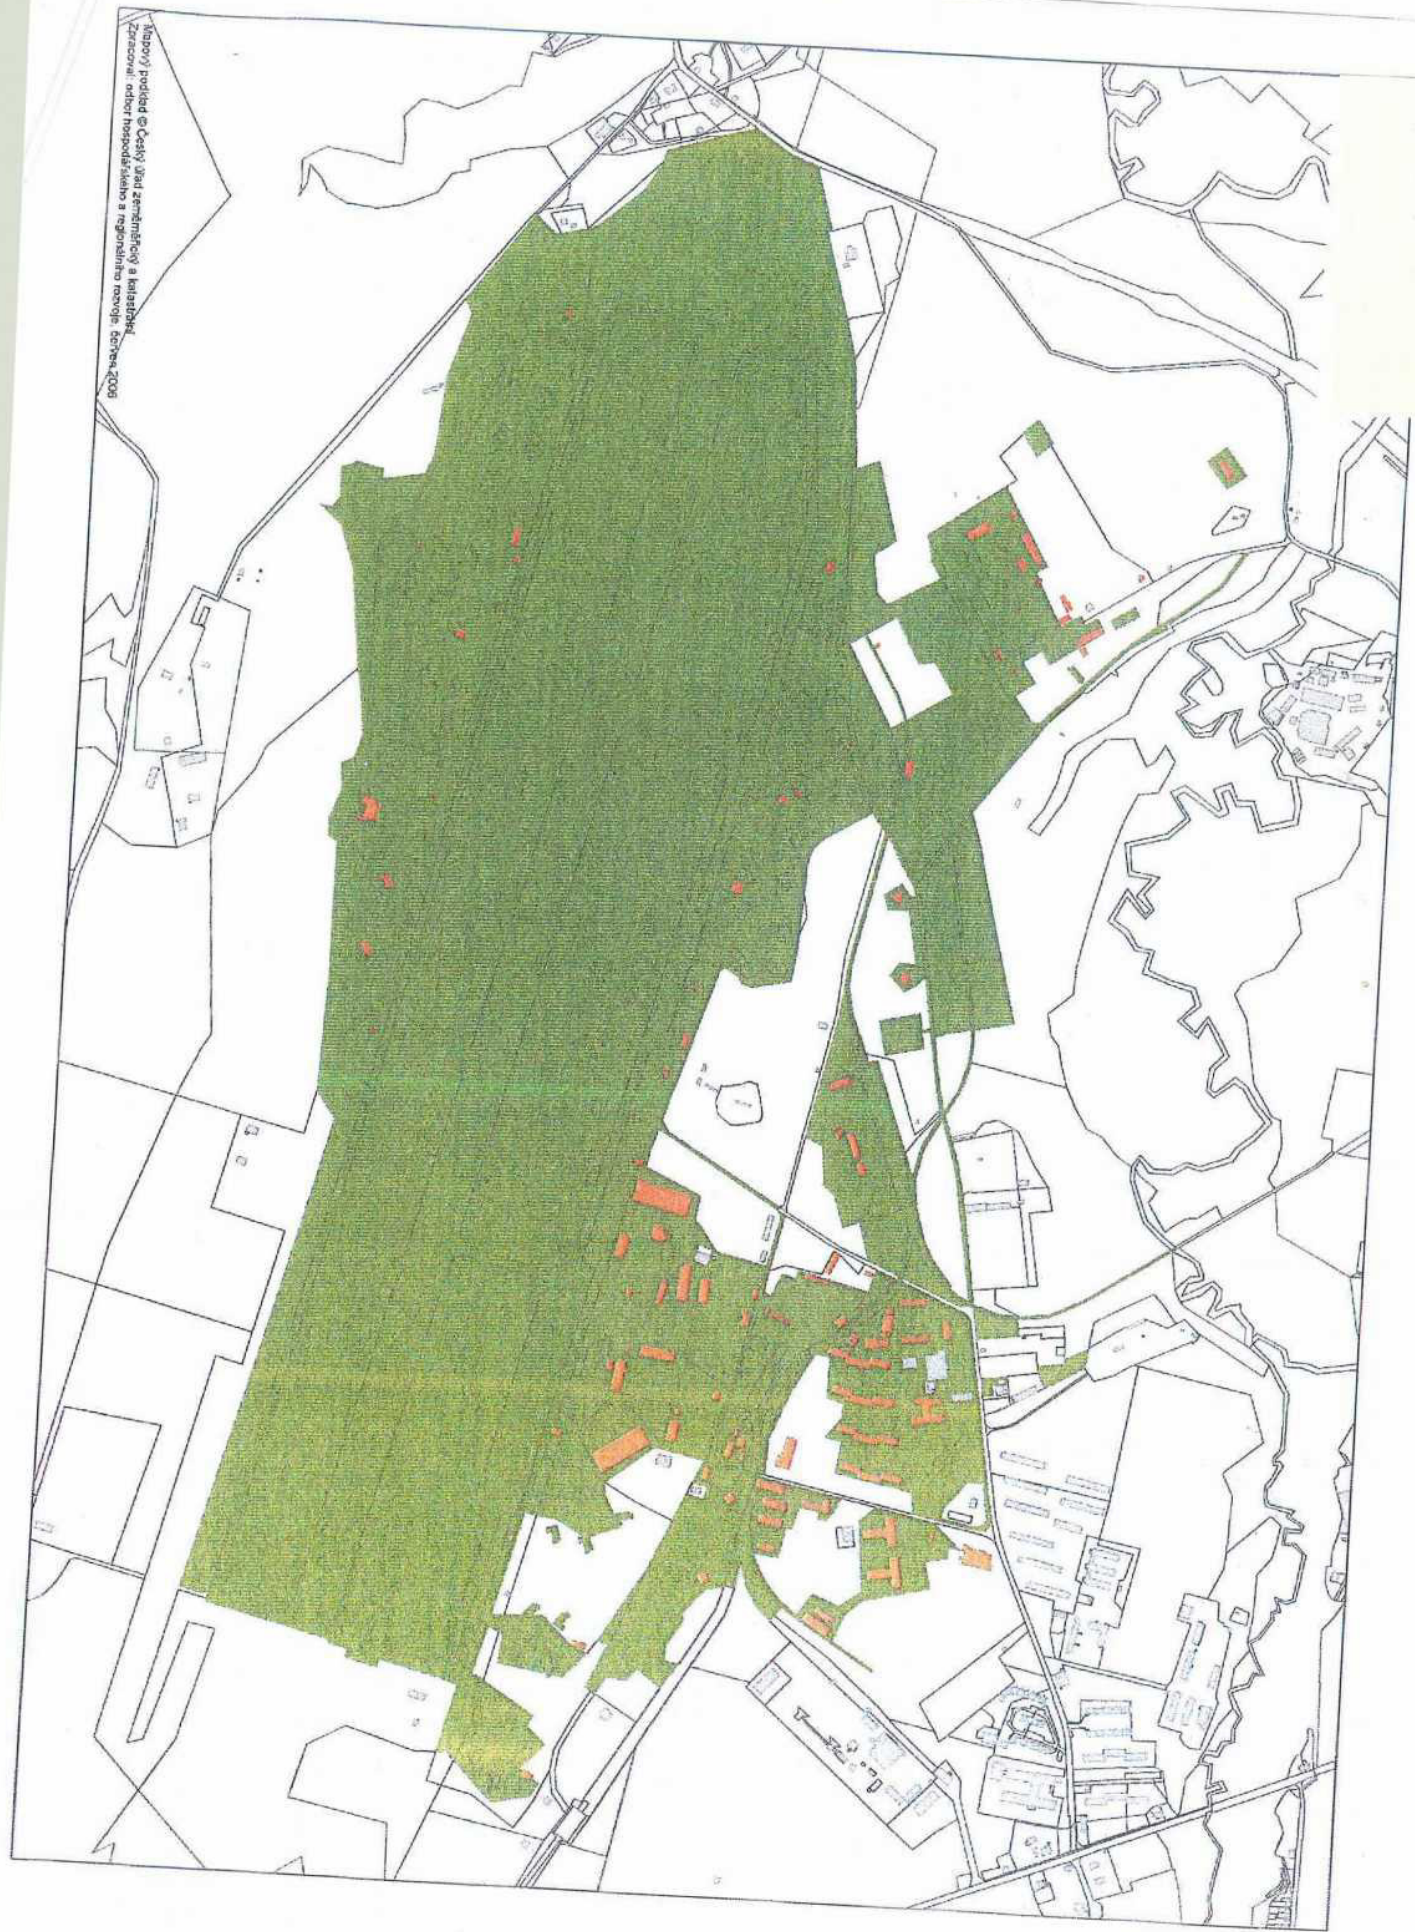 Mapový podklad © Český úřad zeměměřický a katastrální
Zpracoval: odbor hospodářského a regionálního rozvoje, červen 2006